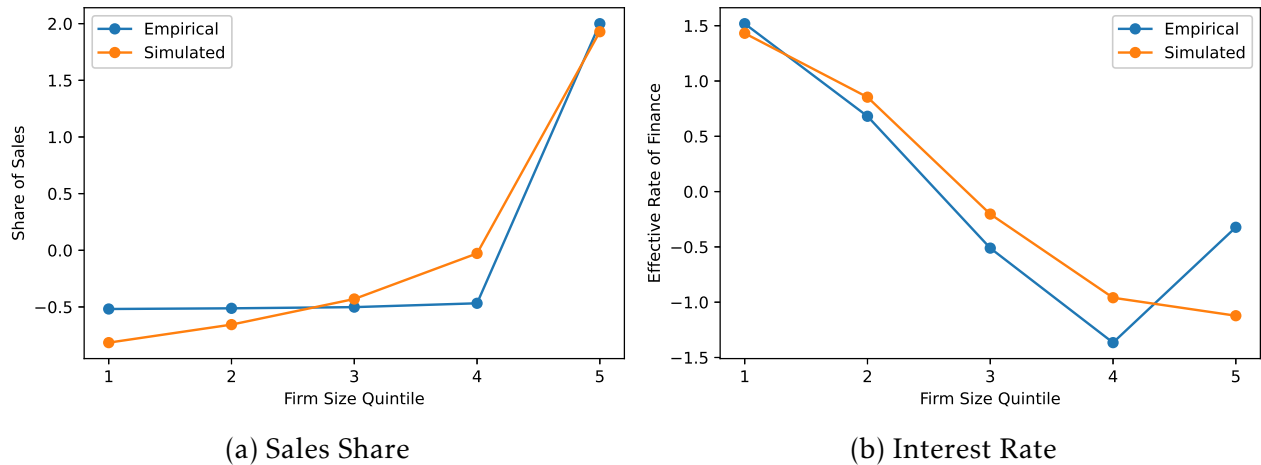 Share of Sales
2.0
1.5
1.0
0.5
0.0
−0.5
Empirical
Simulated
1 2 3 4 5
Firm Size Quintile
(a) Sales Share
Effective Rate of Finance
1.5
1.0
0.5
0.0
−0.5
−1.0
−1.5
Empirical
Simulated
1 2 3 4 5
Firm Size Quintile
(b) Interest Rate